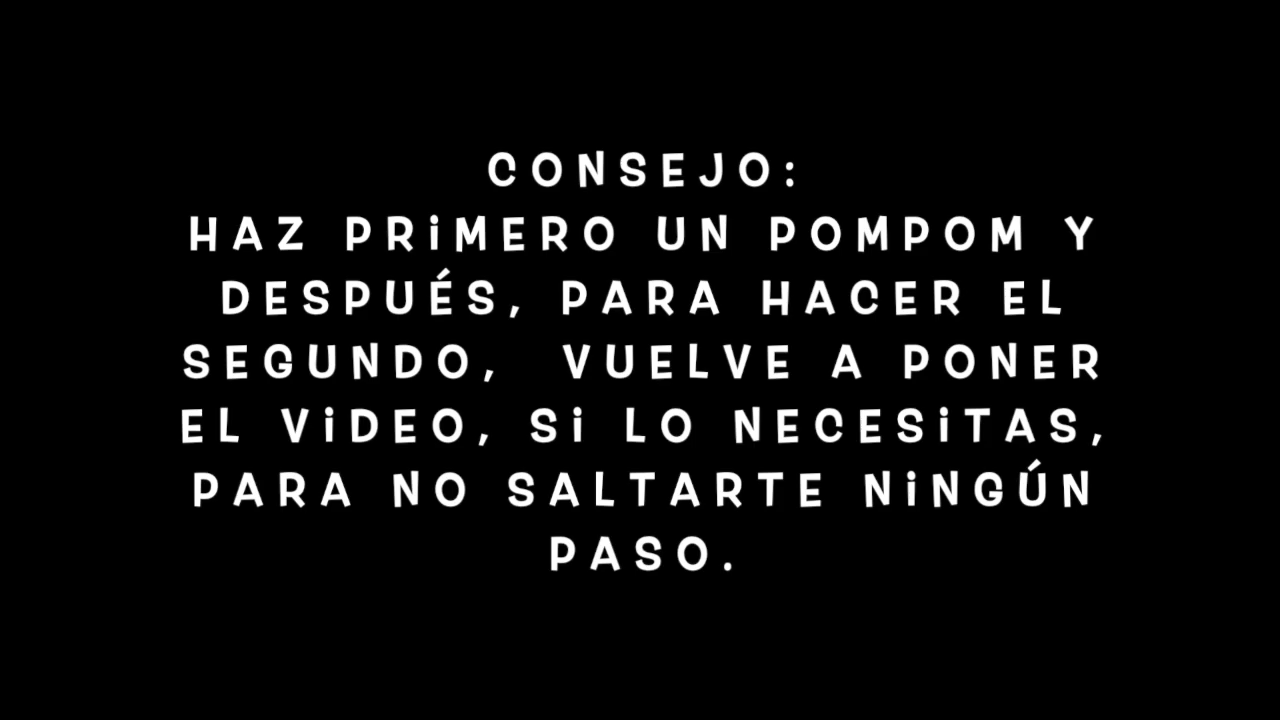 CONSEJO:
HAZ PRIMERO UN POMPOM Y
DESPUÉS, PARA HACER EL
SEGUNDO, VUELVE A PONER
EL VIDEO, SI LO NECESITAS,
PARA NO SALTARTE NINGÚN
PASO.